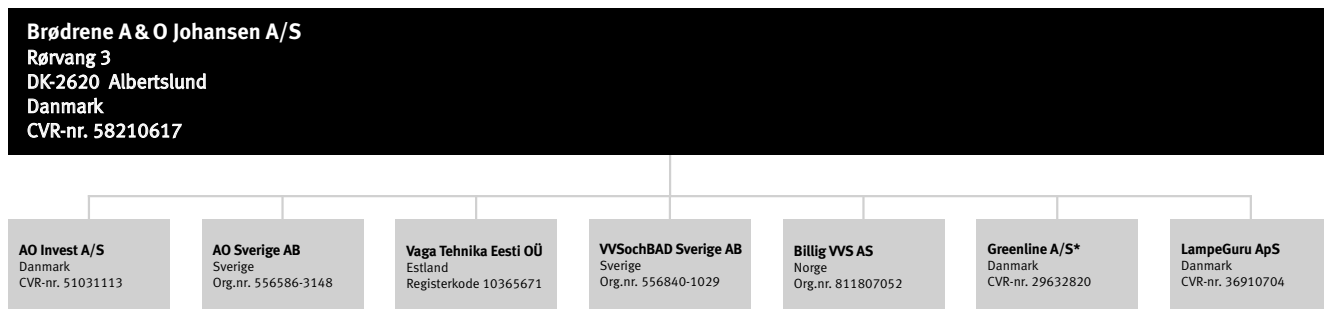 Brødrene A & O Johansen A/S
Rørvang 3
DK-2620 Albertslund
Danmark
CVR-nr. 58210617
AO Invest A/S
Danmark
CVR-nr. 51031113
AO Sverige AB
Sverige
Org.nr. 556586-3148
Vaga Tehnika Eesti OÜ
Estland
Registerkode 10365671
VVSochBAD Sverige AB
Sverige
Org.nr. 556840-1029
Billig VVS AS
Norge
Org.nr. 811807052
Greenline A/S*
Danmark
CVR-nr. 29632820
LampeGuru ApS
Danmark
CVR-nr. 36910704